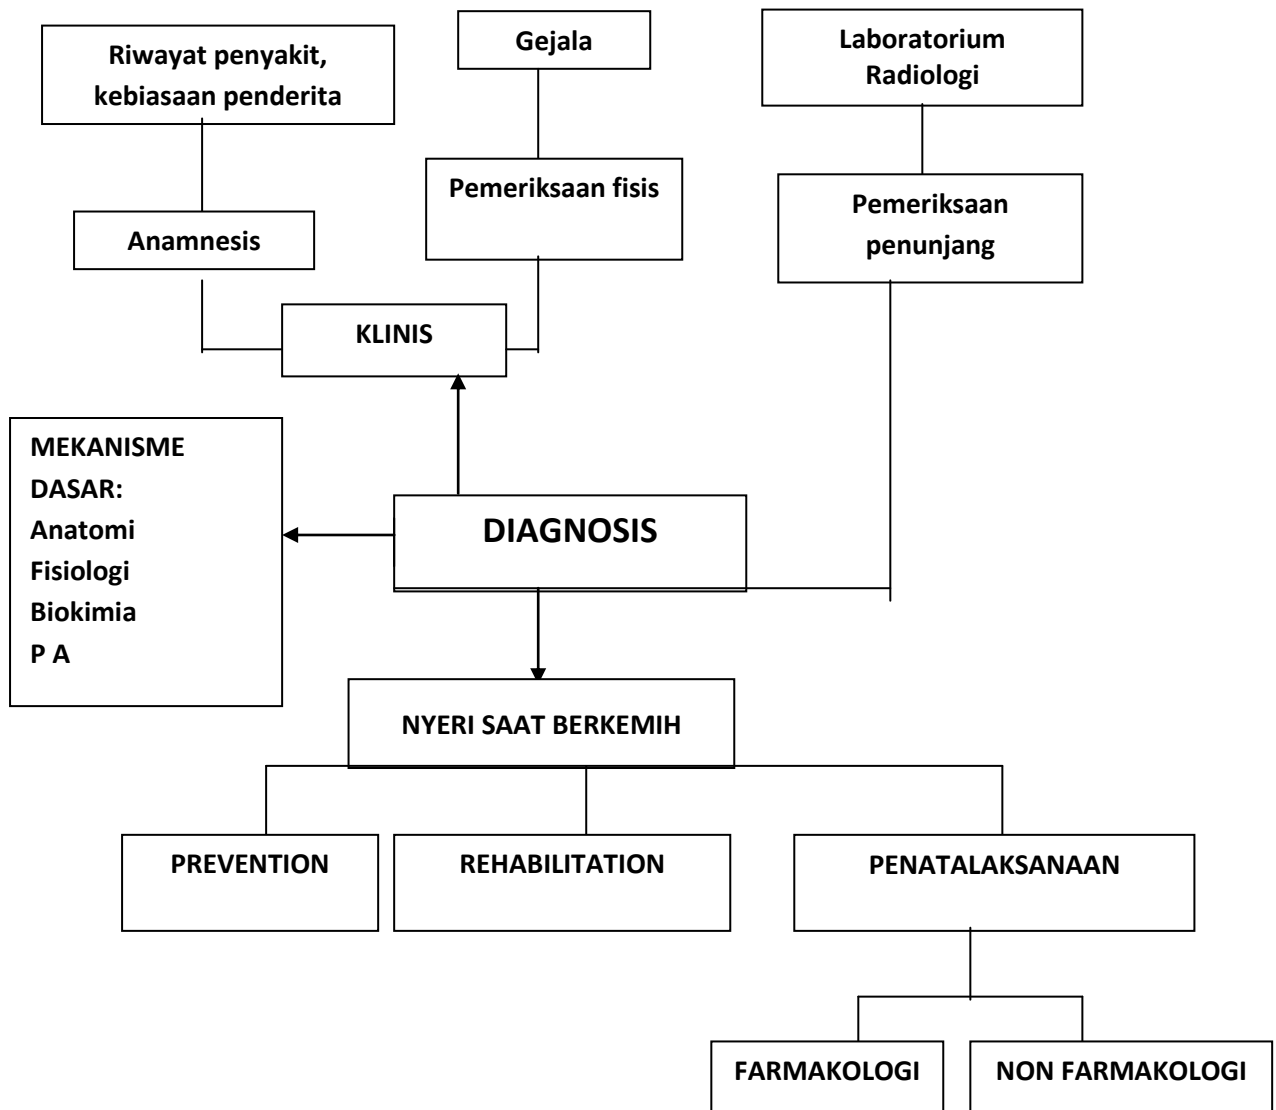 Riwayat penyakit,
kebiasaan penderita
Gejala
Laboratorium
Radiologi
Anamnesis
Pemeriksaan fisis
Pemeriksaan
penunjang
KLINIS
MEKANISME
DASAR:
Anatomi
Fisiologi
Biokimia
P A
DIAGNOSIS
NYERI SAAT BERKEMIH
PREVENTION
REHABILITATION
PENATALAKSANAAN
FARMAKOLOGI
NON FARMAKOLOGI